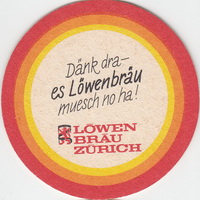 Dänk dra–
es Löwenbräu
muesch no ha!
LÖWEN
BRÄU
ZÜRICH